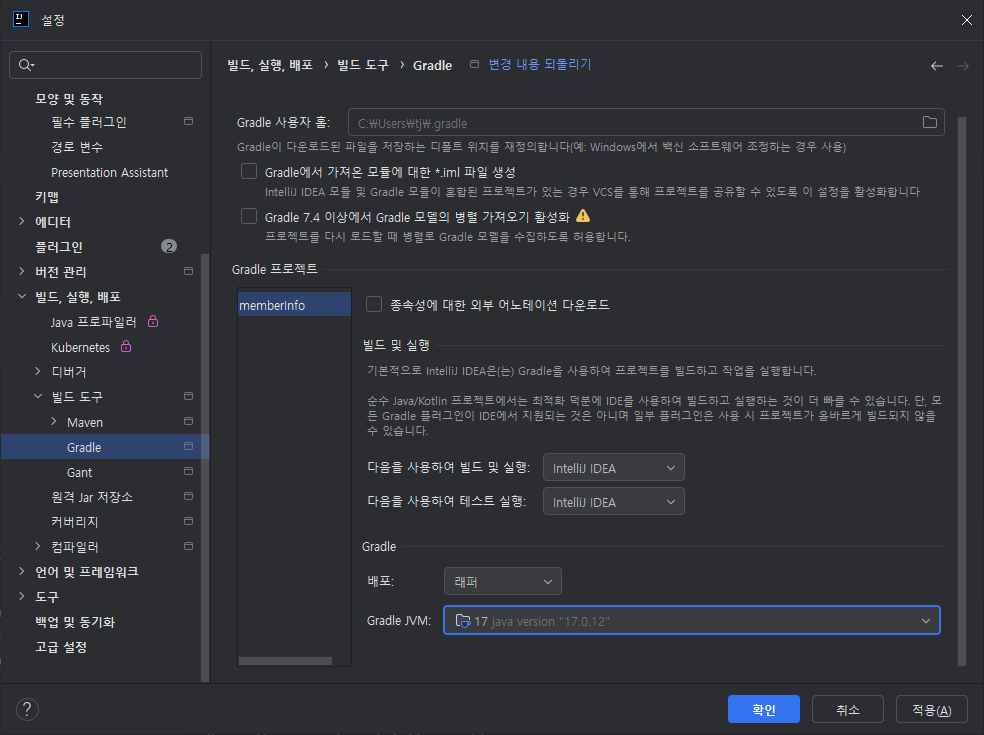 설정
빌드, 실행, 배포 › 빌드 도구 › Gradle 변경 내용 되돌리기
모양 및 동작
필수 플러그인
경로 변수
Presentation Assistant
키맵
에디터
플러그인 2
버전 관리
빌드, 실행, 배포
Java 프로파일러
Kubernetes
디버거
빌드 도구
Maven
Gradle
Gant
원격 Jar 저장소
커버리지
컴파일러
언어 및 프레임워크
도구
백업 및 동기화
고급 설정
Gradle 사용자 홈: C:₩Users₩tj₩.gradle
Gradle이 다운로드된 파일을 저장하는 디폴트 위치를 재정의합니다(예: Windows에서 백신 소프트웨어 조정하는 경우 사용)
Gradle에서 가져온 모듈에 대한 *.iml 파일 생성
IntelliJ IDEA 모듈 및 Gradle 모듈이 혼합된 프로젝트가 있는 경우 VCS를 통해 프로젝트를 공유할 수 있도록 이 설정을 활성화합니다
Gradle 7.4 이상에서 Gradle 모델의 병렬 가져오기 활성화
프로젝트를 다시 로드할 때 병렬로 Gradle 모델을 수집하도록 허용합니다.
Gradle 프로젝트
memberInfo
종속성에 대한 외부 어노테이션 다운로드
빌드 및 실행
기본적으로 IntelliJ IDEA은(는) Gradle을 사용하여 프로젝트를 빌드하고 작업을 실행합니다.
순수 Java/Kotlin 프로젝트에서는 최적화 덕분에 IDE를 사용하여 빌드하고 실행하는 것이 더 빠를 수 있습니다. 단, 모
든 Gradle 플러그인이 IDE에서 지원되는 것은 아니며 일부 플러그인은 사용 시 프로젝트가 올바르게 빌드되지 않을
수 있습니다.
다음을 사용하여 빌드 및 실행: IntelliJ IDEA
다음을 사용하여 테스트 실행: IntelliJ IDEA
Gradle
배포: 래퍼
Gradle JVM: 17 java version "17.0.12"
? 확인 취소 적용(A)